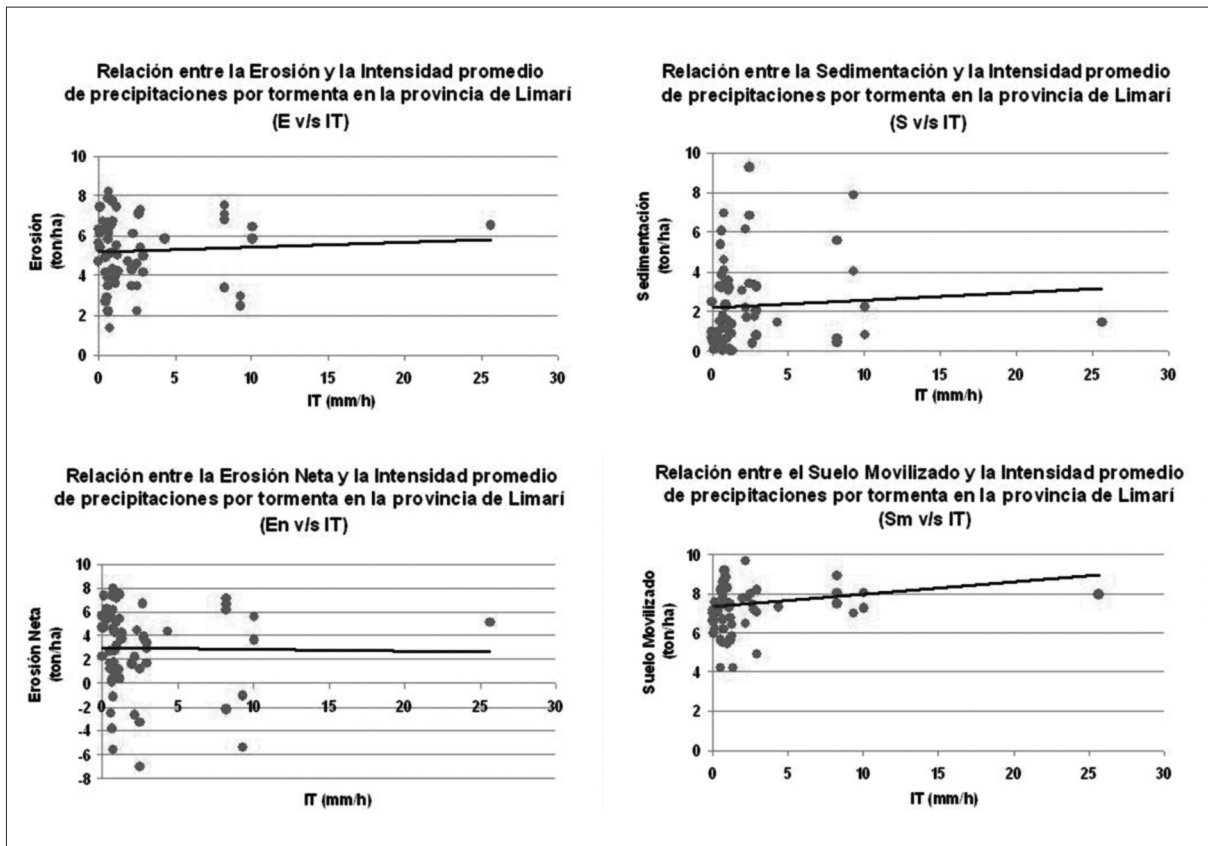 Relación entre la Erosión y la Intensidad promedio
de precipitaciones por tormenta en la provincia de Limarí
(E v/s IT)
Erosión
(ton/ha)
10
8
6
4
2
0
0
5
10
15
20
25
30
IT (mm/h)
Relación entre la Sedimentación y la Intensidad promedio
de precipitaciones por tormenta en la provincia de Limarí
(S v/s IT)
Sedimentación
(ton/ha)
10
8
6
4
2
0
0
5
10
15
20
25
30
IT (mm/h)
Relación entre la Erosión Neta y la Intensidad promedio
de precipitaciones por tormenta en la provincia de Limarí
(En v/s IT)
Erosión Neta
(ton/ha)
10
8
6
4
2
0
-2
-4
-6
-8
0
5
10
15
20
25
30
IT (mm/h)
Relación entre el Suelo Movilizado y la Intensidad promedio
de precipitaciones por tormenta en la provincia de Limarí
(Sm v/s IT)
Suelo Movilizado
(ton/ha)
10
8
6
4
2
0
0
5
10
15
20
25
30
IT (mm/h)